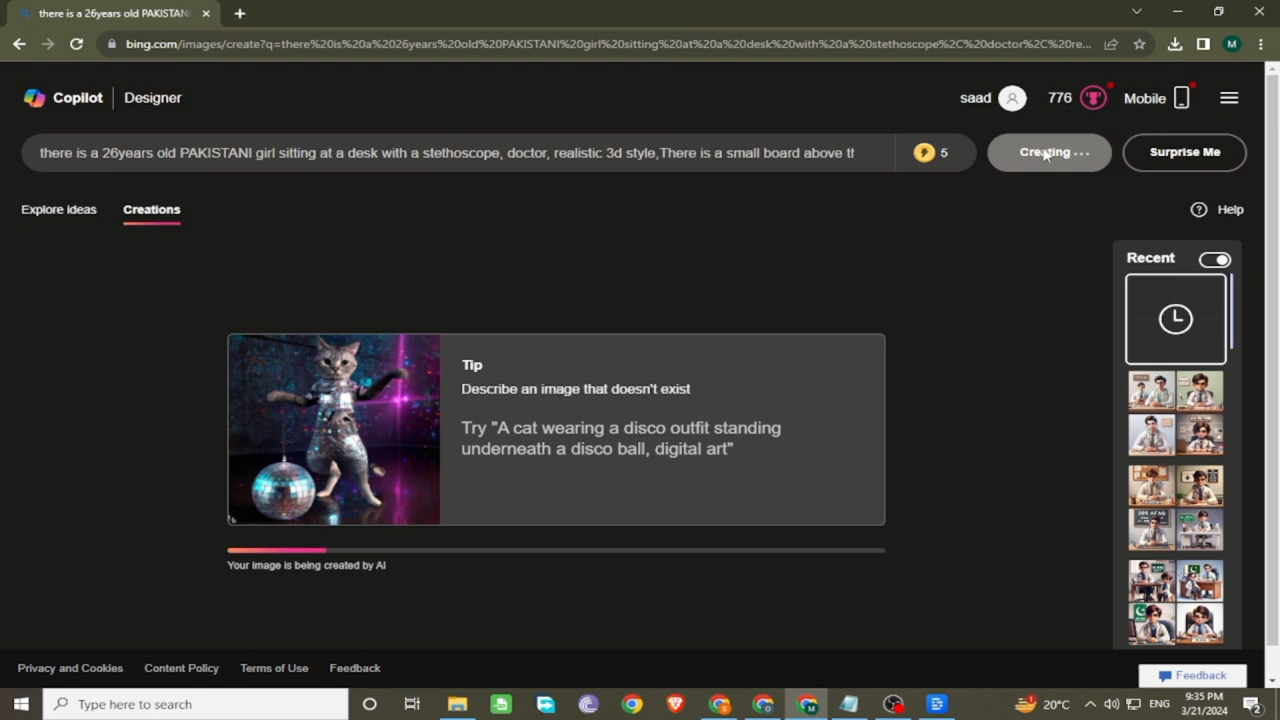 there is a 26years old PAKISTANI
bing.com/images/create?q=there%20is%20a%2026years%20old%20PAKISTANI%20girl%20sitting%20at%20a%20desk%20with%20a%20stethoscope%2C%20doctor%2C%20re...
M
Copilot
Designer
saad
776
Mobile
there is a 26years old PAKISTANI girl sitting at a desk with a stethoscope, doctor, realistic 3d style,There is a small board above th
5
Creating ...
Surprise Me
Explore ideas
Creations
Help
Recent
Tip
Describe an image that doesn't exist
Try "A cat wearing a disco outfit standing
underneath a disco ball, digital art"
Your image is being created by AI
Privacy and Cookies
Content Policy
Terms of Use
Feedback
Feedback
Type here to search
20°C
ENG
9:35 PM
3/21/2024
2